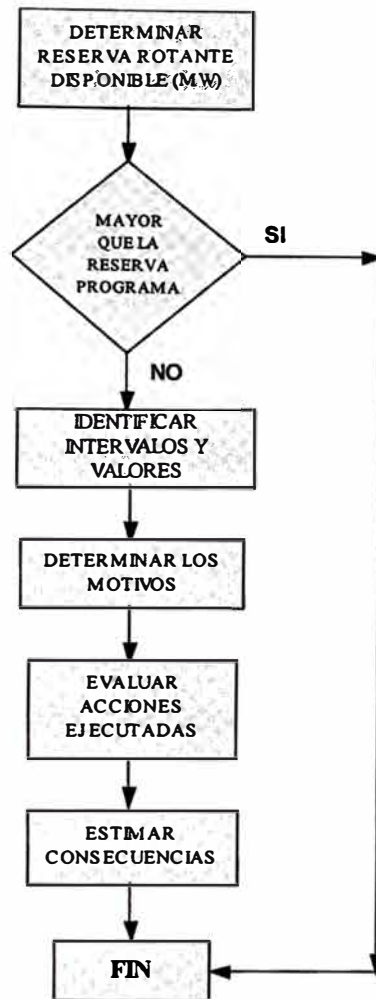 DETERMINAR
RESERVA ROTANTE
DISPONIBLE (MW)
MAYOR
QUE LA
RESERVA
PROGRAMA
SI
NO
IDENTIFICAR
INTERVALOS Y
VALORES
DETERMINAR LOS
MOTIVOS
EVALUAR
ACCIONES
EJECUTADAS
ESTIMAR
CONSECUENCIAS
FIN